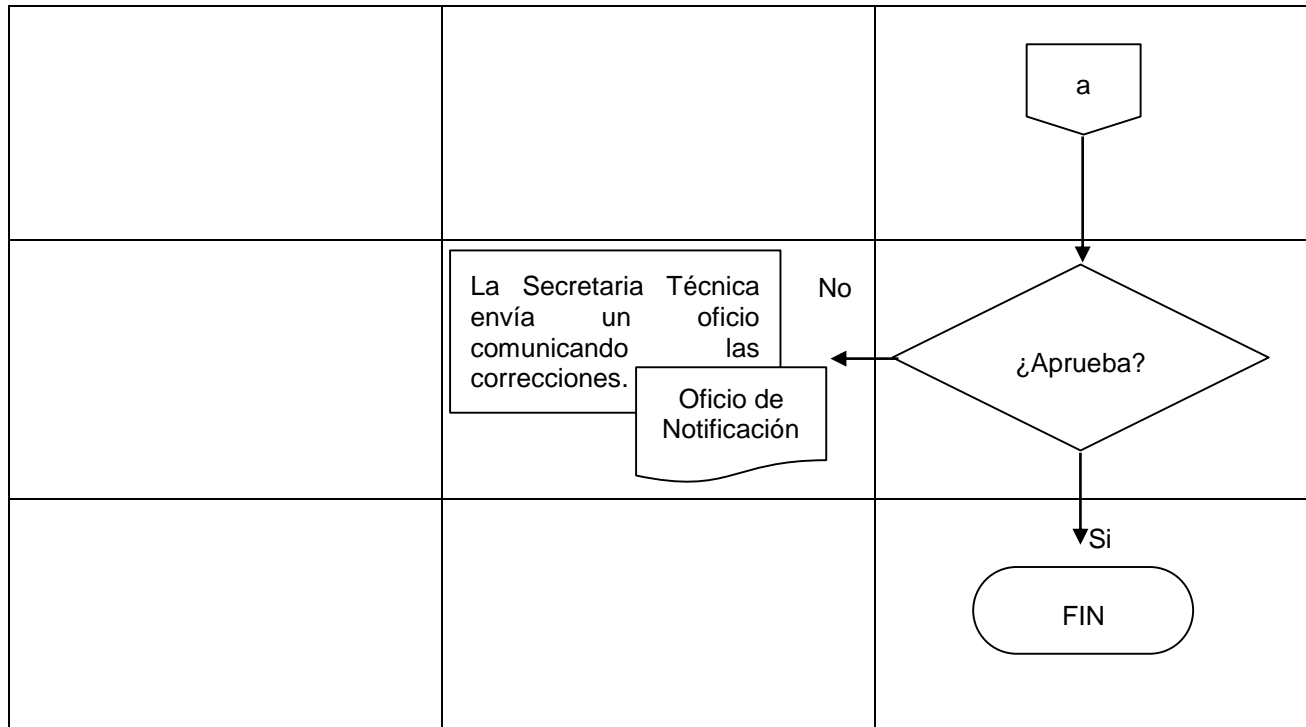 a
La Secretaria Técnica
envía un oficio
comunicando las
correcciones.
Oficio de
Notificación
No
¿Aprueba?
Si
FIN